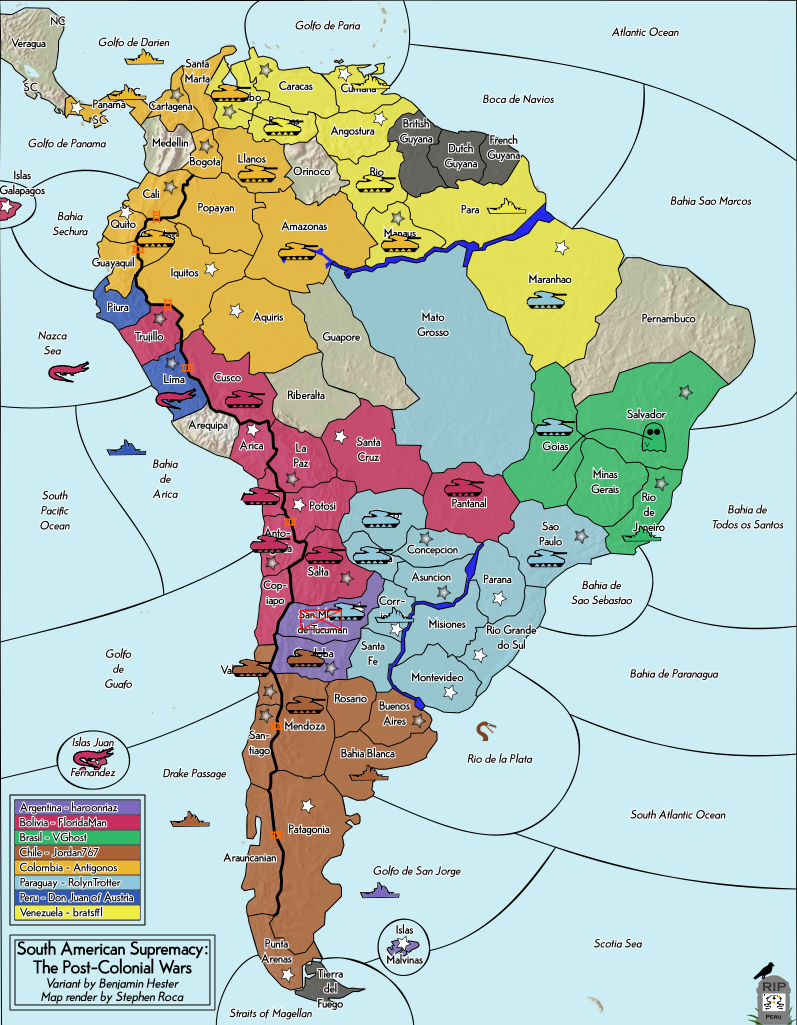 NC
Veragua
SC
Golfo de Darien
Golfo de Paria
Atlantic Ocean
Santa
Marta
Caracas
Boca de Navios
Panama
SC
Cartagena
Angostura
British
Guyana
Dutch
Guyana
French
Guyana
Golfo de Panama
Medellin
Bogota
Llanos
Orinoco
Rio
Islas
Galapagos
Cali
Popayan
Para
Bahia Sao Marcos
Bahia
Sechura
Quito
Amazonas
Manaus
Guayaquil
Iquitos
Maranhao
Piura
Aquiris
Mato
Grosso
Pernambuco
Nazca
Sea
Trujillo
Guapore
Lima
Cusco
Riberalta
Salvador
Arequipa
Arica
La
Paz
Santa
Cruz
Goias
Bahia
de
Arica
Minas
Gerais
South
Pacific
Ocean
Potosi
Pantanal
Rio
de
Janeiro
Bahia de
Todos os Santos
Anto-
Sao
Paulo
Concepcion
Salta
Asuncion
Parana
Cop-
iapo
Bahia de
Sao Sebastao
Corr-
San M
de Tucuman
Misiones
Rio Grande
do Sul
Santa
Fe
Golfo
de
Guafo
Montevideo
Bahia de Paranagua
Rosario
Buenos
Aires
San-
tiago
Mendoza
Islas Juan
Fernandez
Bahia Blanca
Rio de la Plata
Drake Passage
Argentina - haroonriaz
Bolivia - FloridaMan
Brasil - VGhost
Chile - Jordan767
Colombia - Antigonos
Paraguay - RolynTrotter
Peru - Don Juan of Austria
Venezuela - bratsffl
South Atlantic Ocean
Patagonia
Araucanian
Golfo de San Jorge
Islas
Malvinas
South American Supremacy:
The Post-Colonial Wars
Variant by Benjamin Hester
Map render by Stephen Roca
Punta
Arenas
Scotia Sea
Tierra
del
Fuego
Straits of Magellan
RIP
PERU